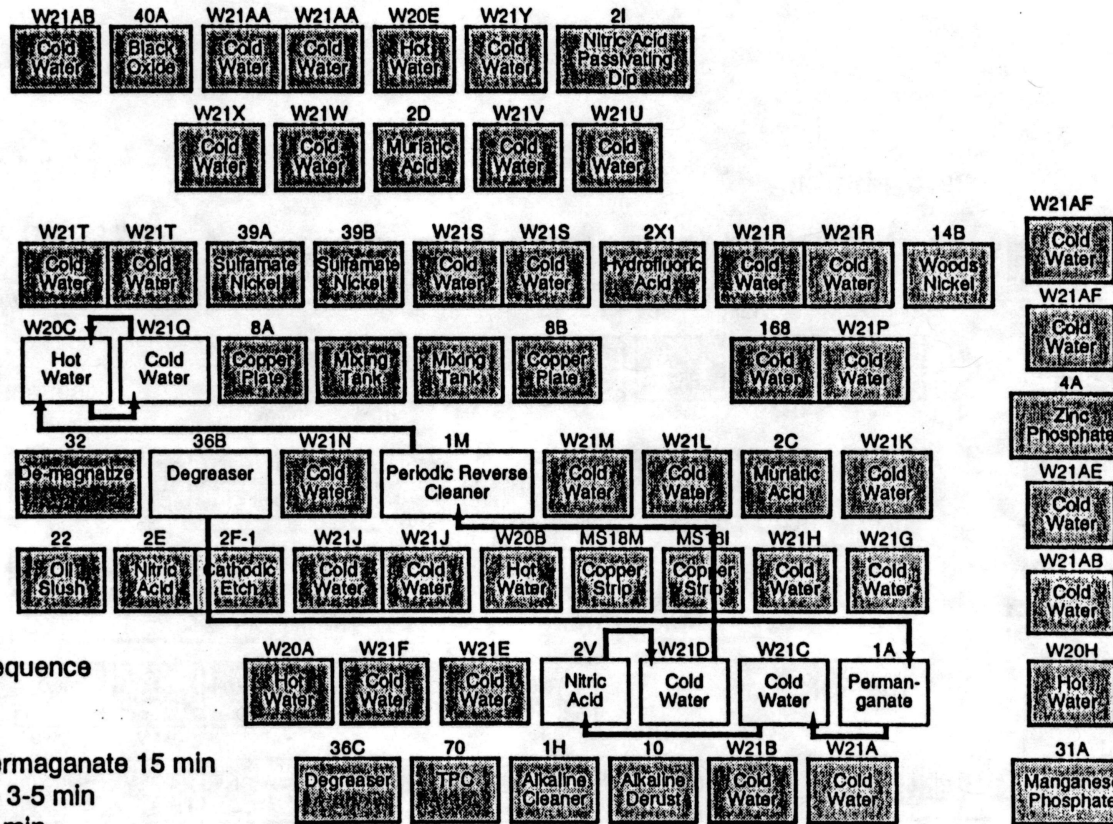 W21AB 40A W21AA W21AA W20E W21Y 2I
Cold Water Black Oxide Cold Water Cold Water Hot Water Cold Water Nitric Acid Passivating Dip
W21X W21W 2D W21V W21U
Cold Water Cold Water Muriatic Acid Cold Water Cold Water
W21AF
Cold Water
W21T W21T 39A 39B W21S W21S 2X1 W21R W21R 14B
Cold Water Cold Water Sulfamate Nickel Sulfamate Nickel Cold Water Cold Water Hydrofluoric Acid Cold Water Cold Water Woods Nickel
W21AF
Cold Water
W20C W21Q 8A 8B 168 W21P
Hot Water Cold Water Copper Plate Mixing Tank Mixing Tank Copper Plate Cold Water Cold Water
4A
Zinc Phosphate
32 36B W21N 1M W21M W21L 2C W21K
De-magnatize Degreaser Cold Water Periodic Reverse Cleaner Cold Water Cold Water Muriatic Acid Cold Water
W21AE
Cold Water
22 2E 2F-1 W21J W21J W20B MS18M MS18I W21H W21G
Oil Slush Nitric Acid Cathodic Etch Cold Water Cold Water Hot Water Copper Strip Copper Strip Cold Water Cold Water
W21AB
Cold Water
equence
W20A W21F W21E 2V W21D W21C 1A
Hot Water Cold Water Cold Water Nitric Acid Cold Water Cold Water Perman-ganate
W20H
Hot Water
ermaganate 15 min
3-5 min
min
36C 70 1H 10 W21B W21A
Degreaser TPC Alkaline Cleaner Alkaline Derust Cold Water Cold Water
31A
Manganese Phosphate